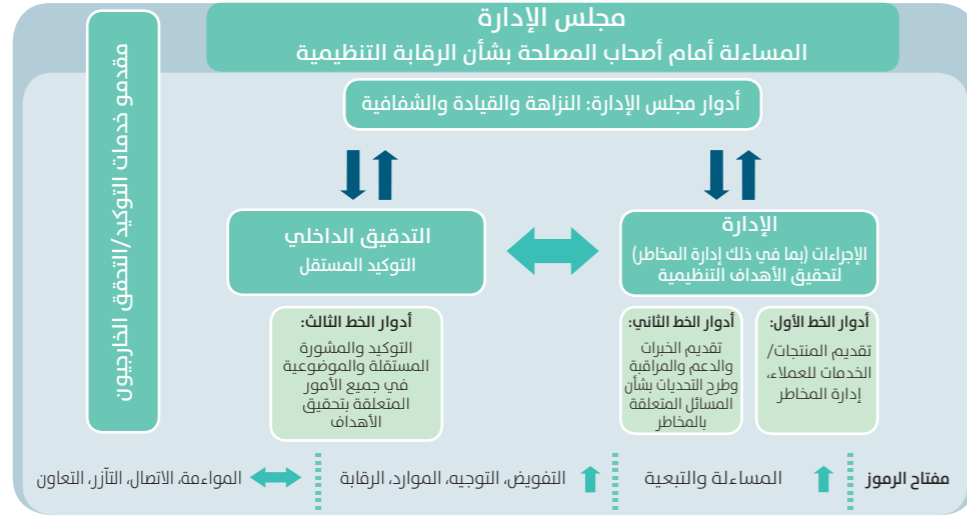 مجلس الإدارة
المساءلة أمام أصحاب المصلحة بشأن الرقابة التنظيمية
أدوار مجلس الإدارة: النزاهة والقيادة والشفافية
الإدارة
الإجراءات (بما في ذلك إدارة المخاطر)
لتحقيق الأهداف التنظيمية
أدوار الخط الأول:
تقديم المنتجات/
الخدمات للعملاء،
إدارة المخاطر
أدوار الخط الثاني:
تقديم الخبرات
والدعم والمراقبة
وطرح التحديات بشأن
المسائل المتعلقة
بالمخاطر
التدقيق الداخلي
التوكيد المستقل
أدوار الخط الثالث:
التوكيد والمشورة
المستقلة والموضوعية
في جميع الأمور
المتعلقة بتحقيق
الأهداف
مقدمو خدمات التوكيد/التحقق الخارجيون
مفتاح الرموز
المساءلة والتبعية
التفويض، التوجيه، الموارد، الرقابة
المواءمة، الاتصال، التآزر، التعاون